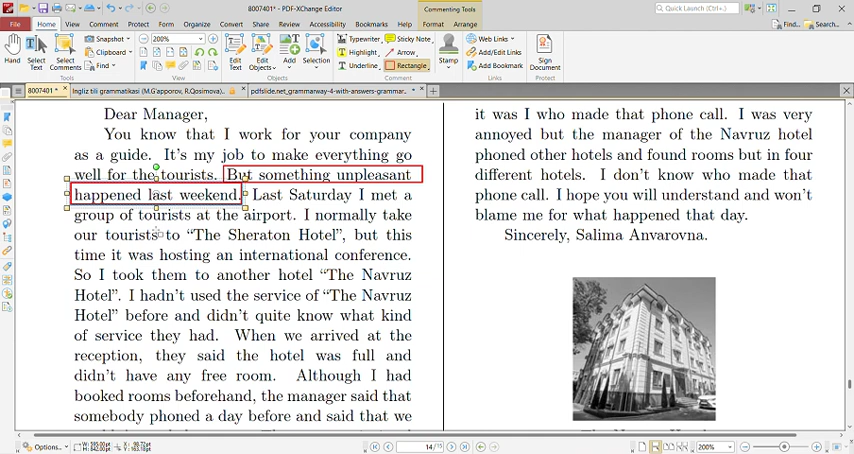 8007401* - PDF-XChange Editor
Commenting Tools
Quick Launch (Ctrl+.)
File
Home
View
Comment
Protect
Form
Organize
Convert
Share
Review
Accessibility
Bookmarks
Help
Format
Arrange
Find...
Search...
Hand
Select Text
Select Comments
Snapshot
Clipboard
Find
200%
Edit Text
Edit Objects
Add
Selection
Typewriter
Highlight
Underline
Sticky Note
Arrow
Rectangle
Stamp
Web Links
Add/Edit Links
Add Bookmark
Sign Document
Tools
View
Objects
Comment
Links
Protect
8007401 *
Ingliz tili grammatikasi (M.G'apporov, R.Qosimova)
pdfslide.net_grammarway-4-with-answers-grammar... *
Dear Manager,
You know that I work for your company
as a guide. It's my job to make everything go
well for the tourists. But something unpleasant
happened last weekend. Last Saturday I met a
group of tourists at the airport. I normally take
our tourists to “The Sheraton Hotel”, but this
time it was hosting an international conference.
So I took them to another hotel “The Navruz
Hotel”. I hadn't used the service of “The Navruz
Hotel” before and didn't quite know what kind
of service they had. When we arrived at the
reception, they said the hotel was full and
didn't have any free room. Although I had
booked rooms beforehand, the manager said that
somebody phoned a day before and said that we
it was I who made that phone call. I was very
annoyed but the manager of the Navruz hotel
phoned other hotels and found rooms but in four
different hotels. I don't know who made that
phone call. I hope you will understand and won't
blame me for what happened that day.
Sincerely, Salima Anvarovna.
Options...
W: 595.00pt
H: 842.00pt
X: 98.72pt
Y: 163.18pt
14 /15
200%